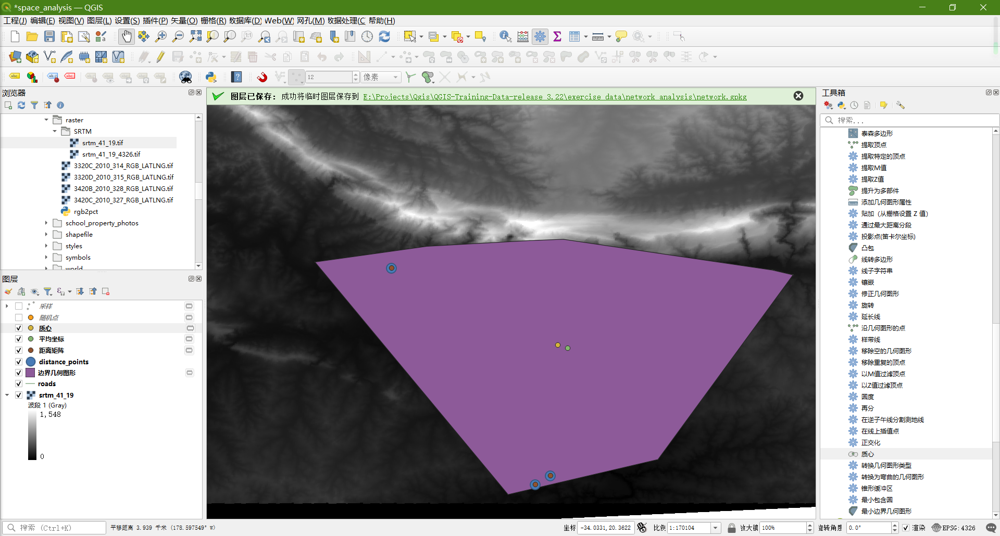 *space_analysis — QGIS
工程(J) 编辑(E) 视图(V) 图层(L) 设置(S) 插件(P) 矢量(O) 栅格(R) 数据库(D) Web(W) 网孔(M) 数据处理(C 帮助(H)
12 像素
浏览器
raster
SRTM
srtm_41_19.tif
srtm_41_19_4326.tif
3320C_2010_314_RGB_LATLNG.tif
3320D_2010_315_RGB_LATLNG.tif
3420B_2010_328_RGB_LATLNG.tif
3420C_2010_327_RGB_LATLNG.tif
rgb2pct
school_property_photos
shapefile
styles
symbols
world
图层
采样
随机点
质心
平均坐标
距离矩阵
distance_points
边界几何图形
roads
srtm_41_19
波段 1 (Gray)
1,548
0
图层已保存: 成功将临时图层保存到 E:\Projects\Qgis\QGIS-Training-Data-release_3.22\exercise_data\network_analysis\network.gpkg
工具箱
搜索...
泰森多边形
提取顶点
提取特定的顶点
提取M值
提取Z值
提升为多部件
添加几何图形属性
贴加（从栅格设置 Z 值）
通过最大距离分段
投影点(笛卡尔坐标)
凸包
线转多边形
线子字符串
镶嵌
修正几何图形
旋转
延长线
沿几何图形的点
样带线
移除空的几何图形
移除重复的顶点
以M值过滤顶点
以Z值过滤顶点
圆度
再分
在逆子午线分割测地线
在线上插值点
正交化
质心
转换几何图形类型
转换为弯曲的几何图形
锥形缓冲区
最小包含圆
最小边界几何图形
搜索 (Ctrl+K) 平移距离 3.939 千米 (178.597549° W) 坐标 -34.0331,20.3622 比例 1:170104 放大镜 100% 旋转角度 0.0° 渲染 EPSG:4326